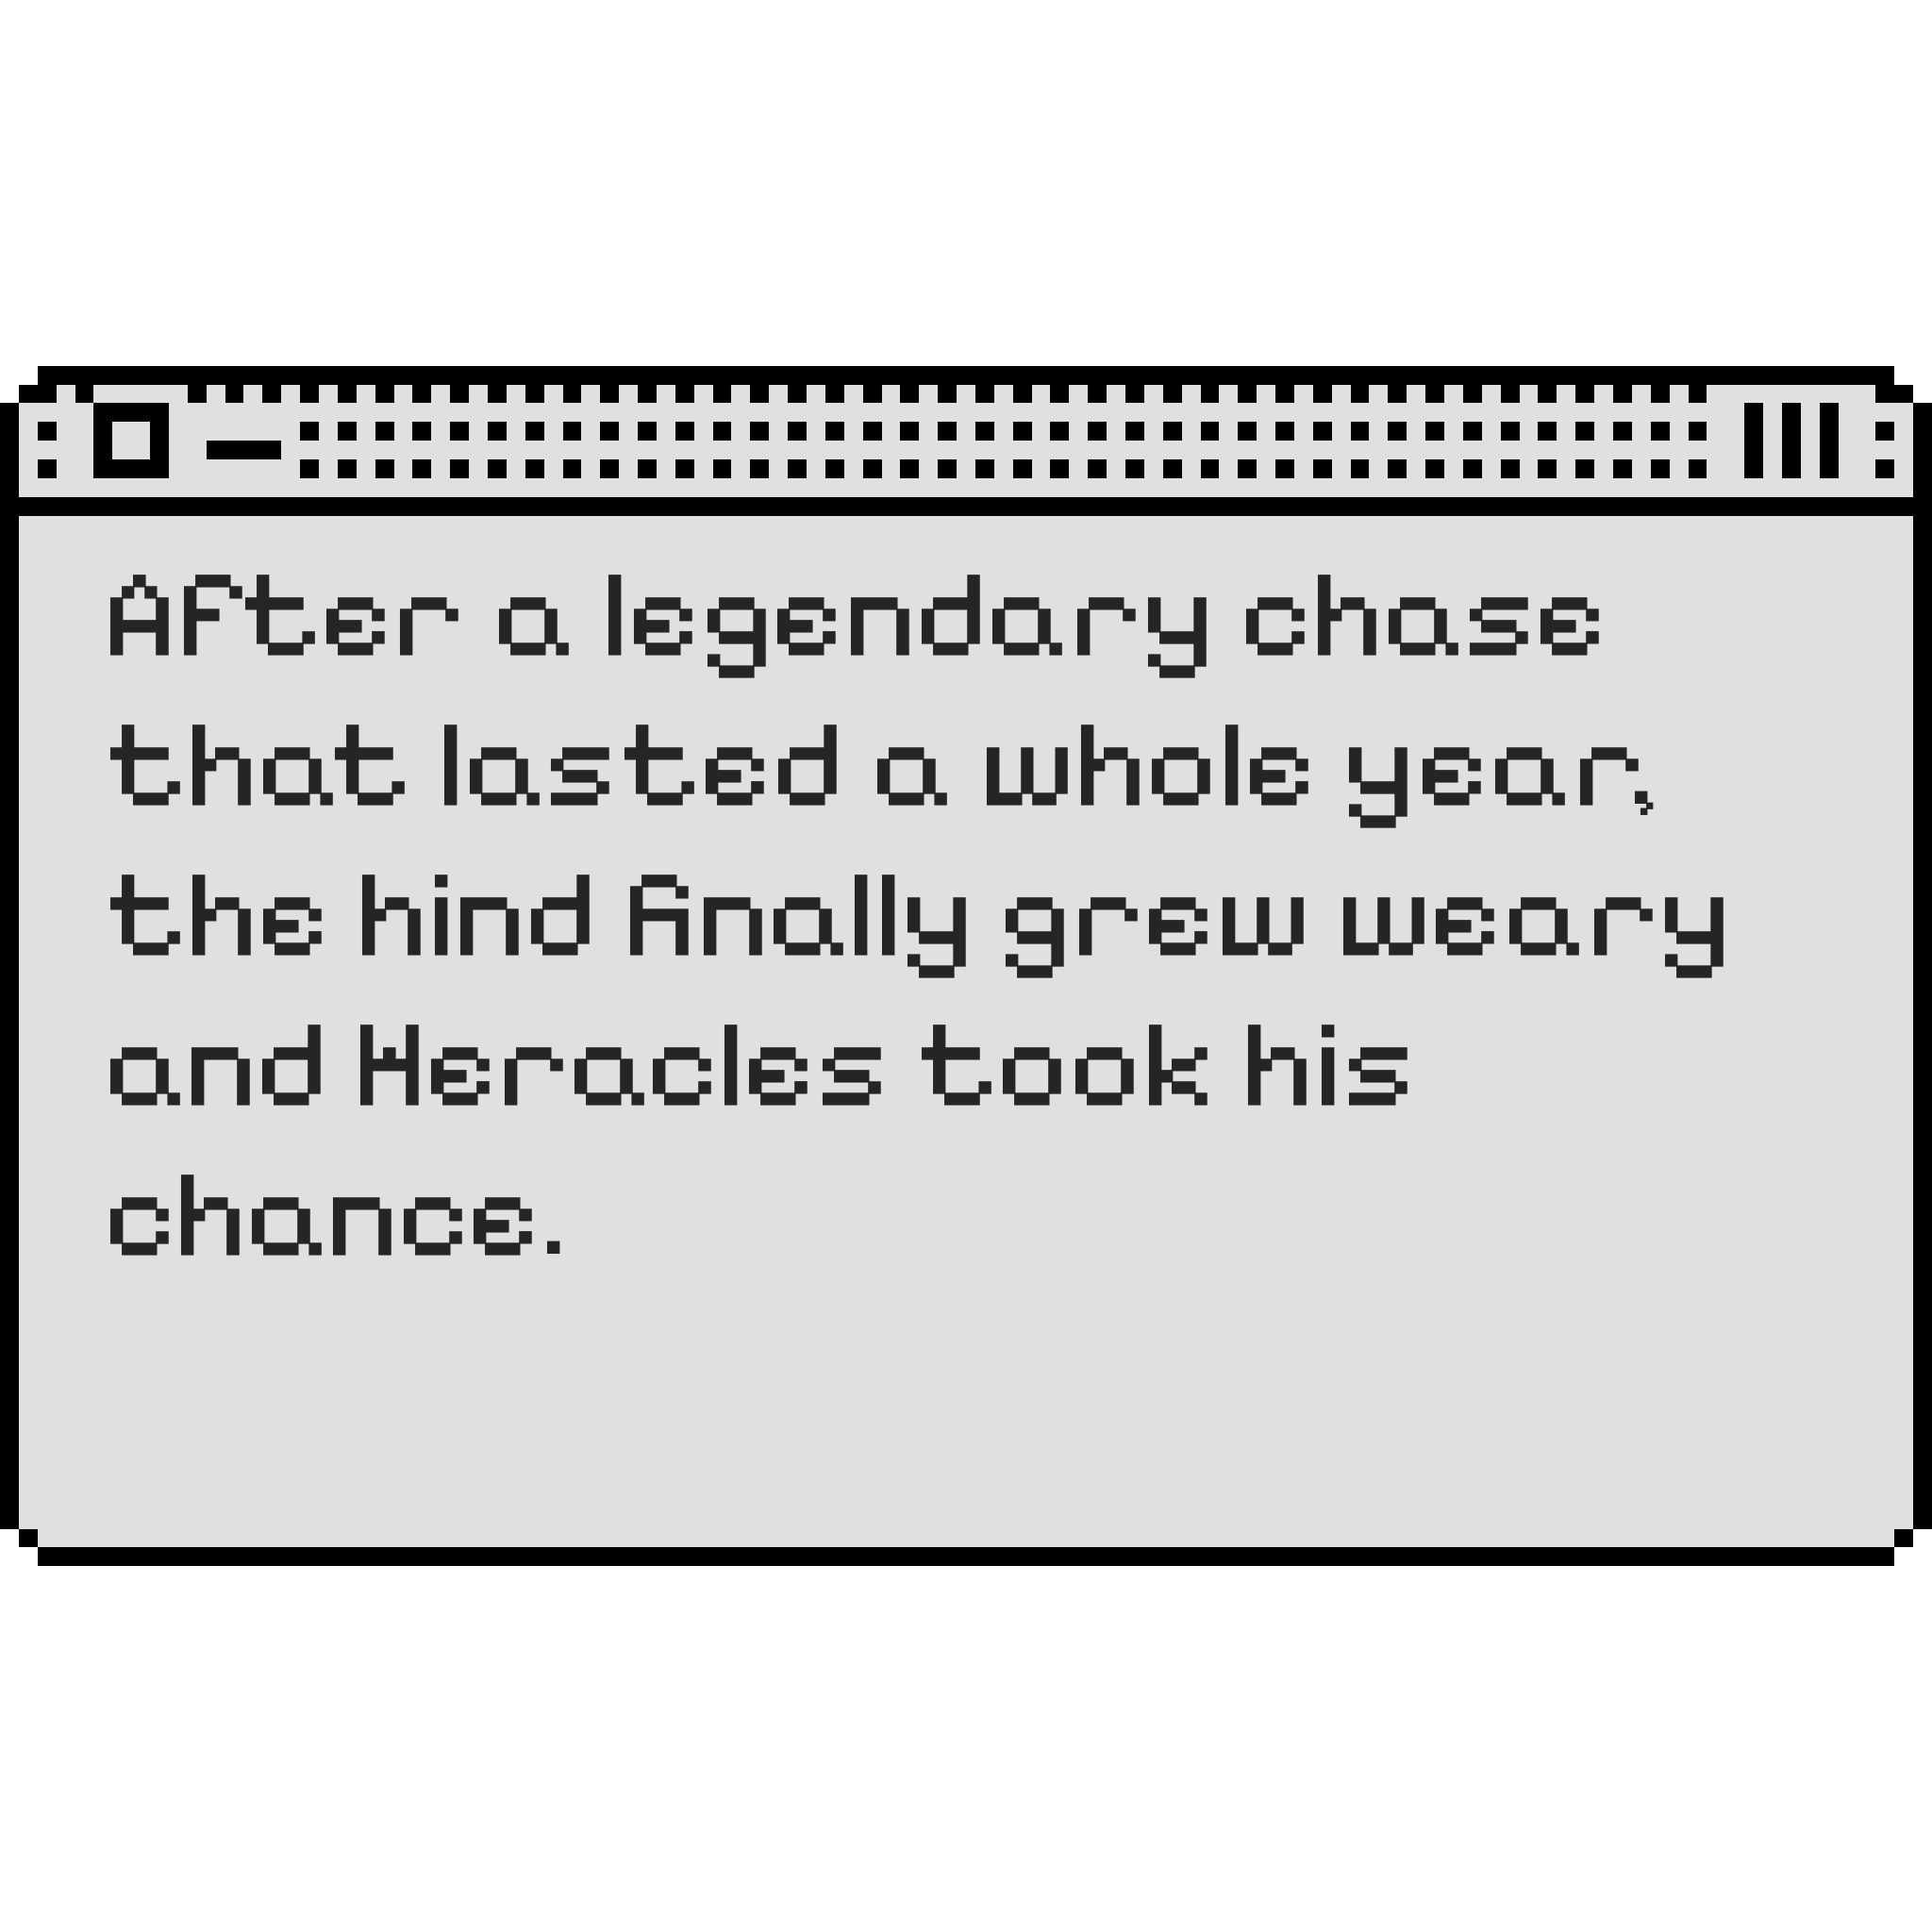 After a legendary chase
that lasted a whole year,
the hind finally grew weary
and Heracles took his
chance.